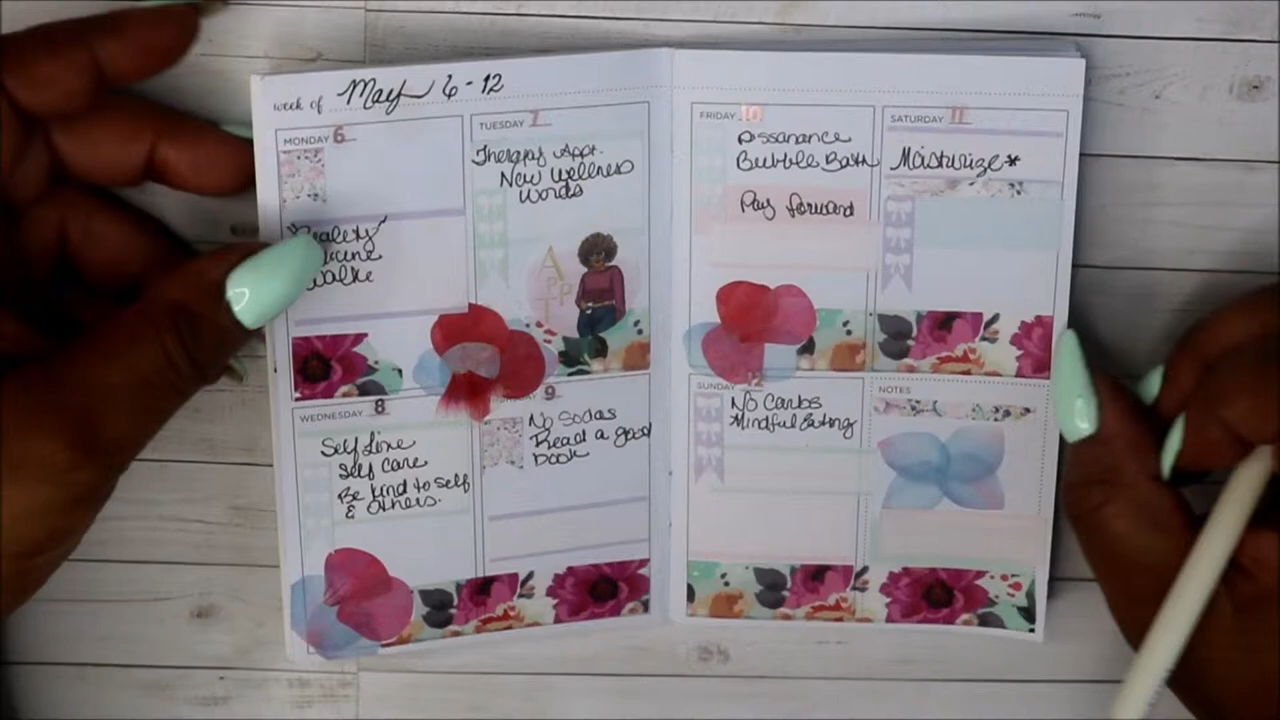 week of May 6-12
MONDAY 6
walk
TUESDAY 7
Therapy Appt.
New Wellness
Words
APPT
WEDNESDAY 8
Self Love
Self Care
Be kind to self
& Others.
9
No Sodas
Read a good
book
FRIDAY 10
Bubble Bath
Pay forward
SATURDAY 11
Moisturize*
SUNDAY 12
No Carbs
Mindful Eating
NOTES